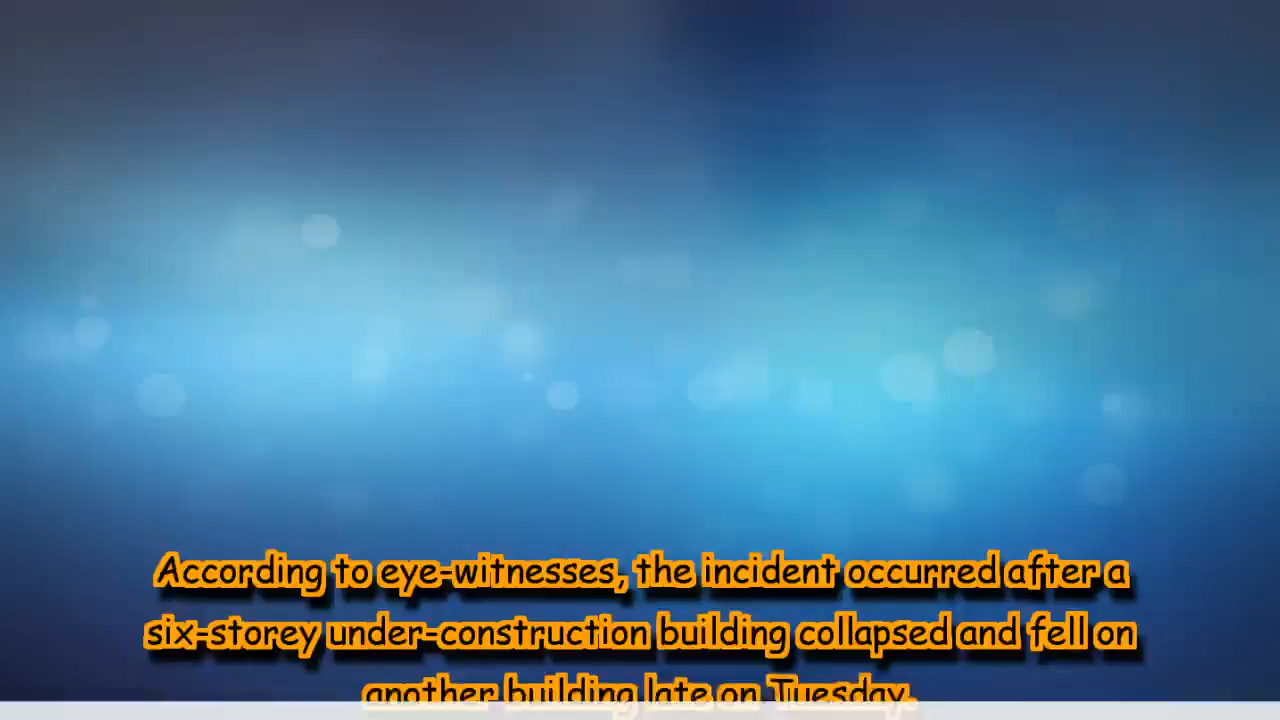 According to eye-witnesses, the incident occurred after a
six-storey under-construction building collapsed and fell on
another building late on Tuesday.